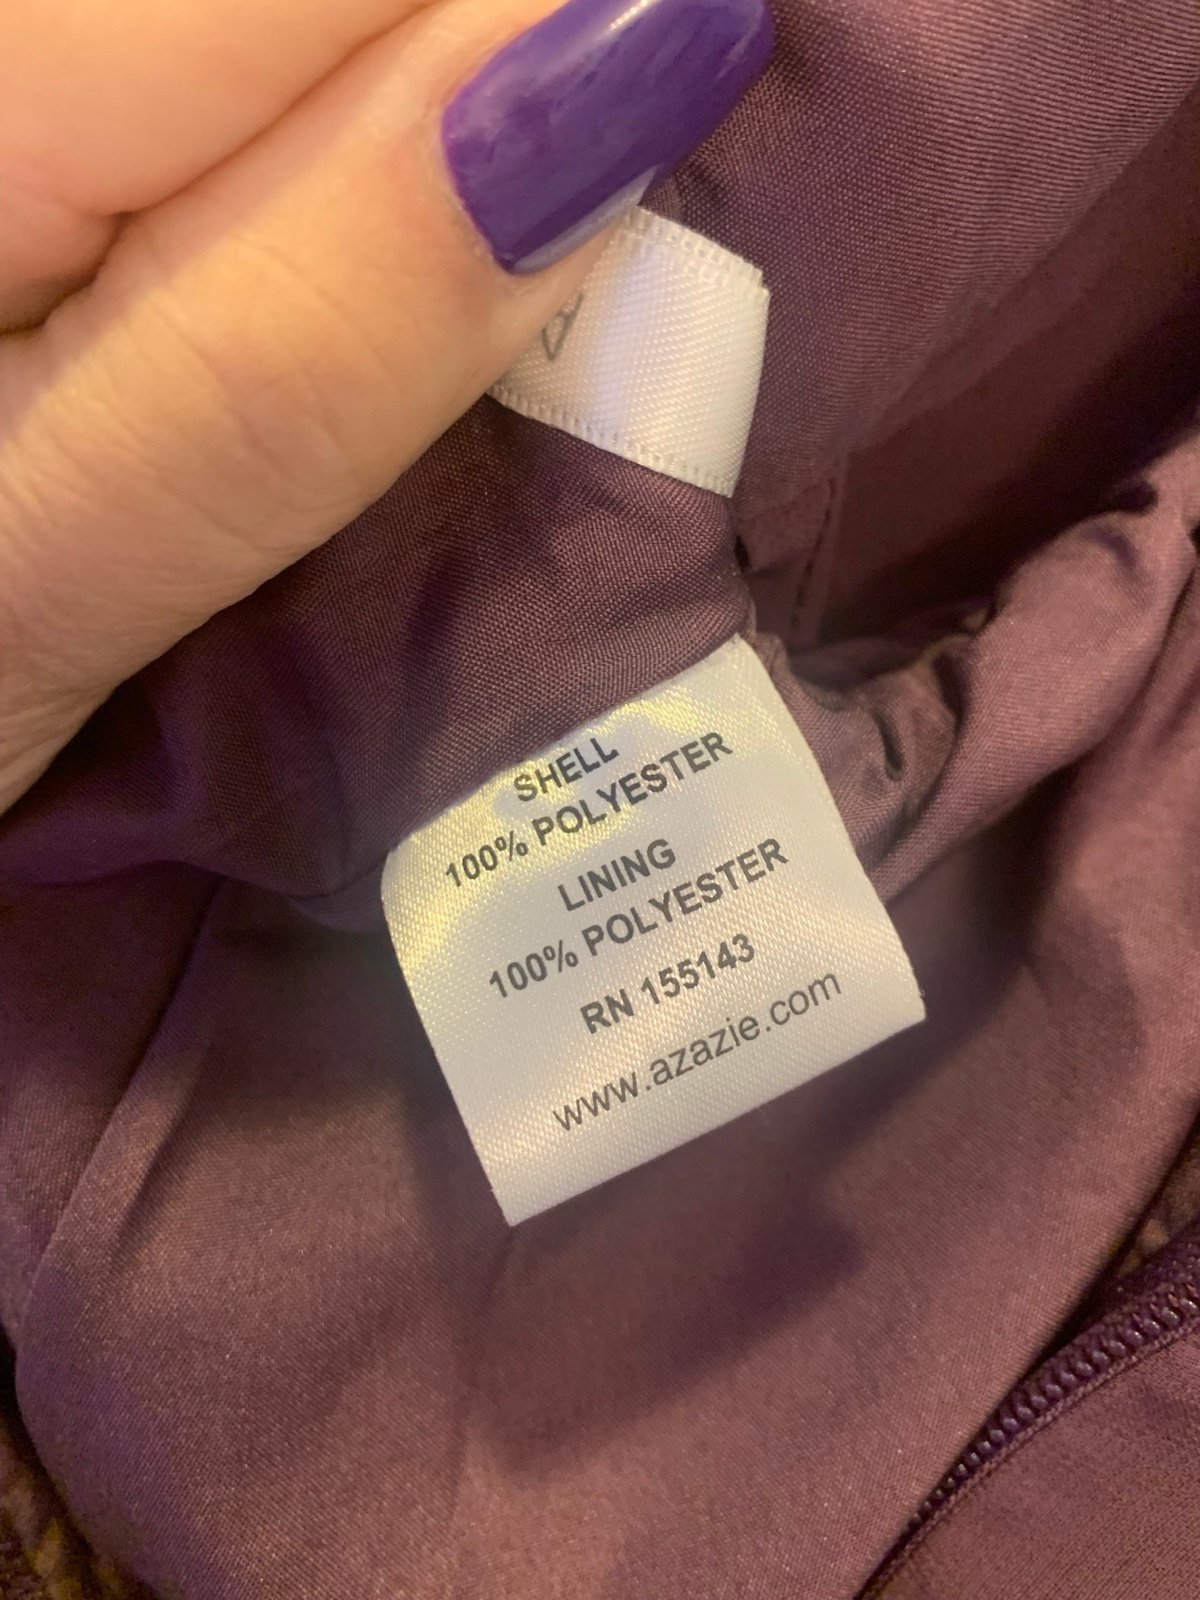 SHELL
100% POLYESTER
LINING
100% POLYESTER
RN 155143
www.azazie.com